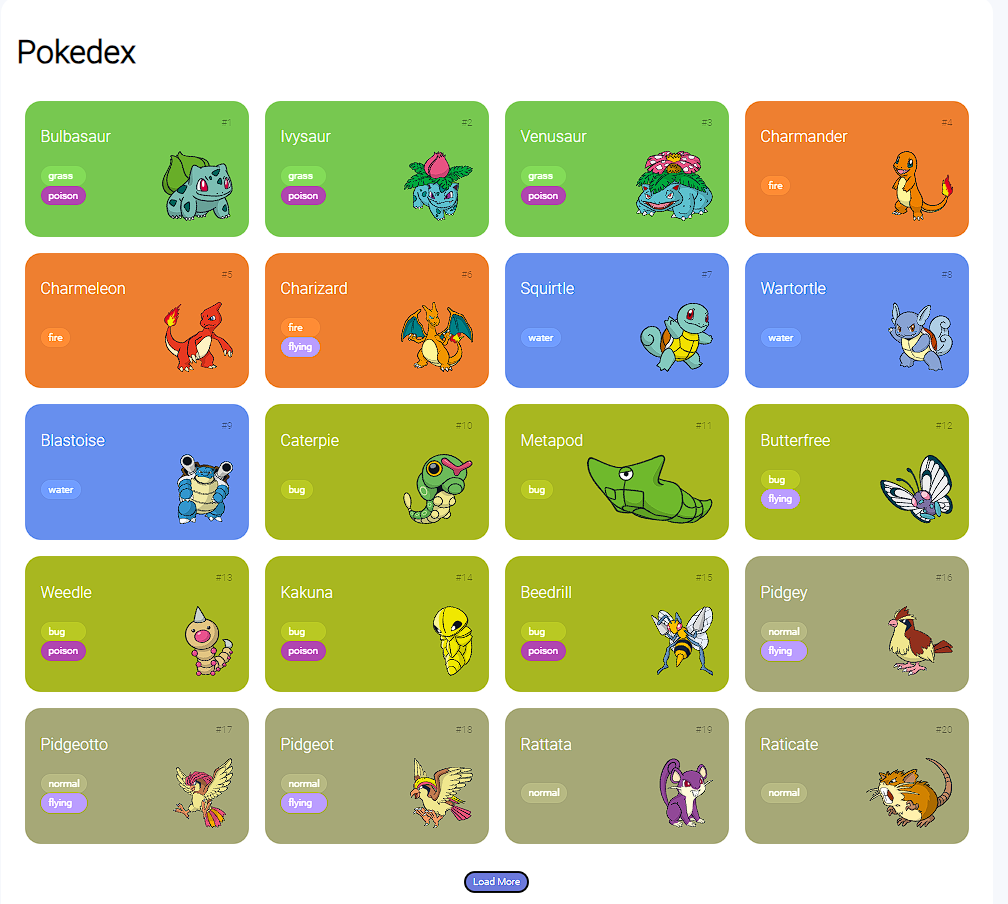 Pokedex
#1
Bulbasaur
grass
poison
#2
Ivysaur
grass
poison
#3
Venusaur
grass
poison
#4
Charmander
fire
#5
Charmeleon
fire
#6
Charizard
fire
flying
#7
Squirtle
water
#8
Wartortle
water
#9
Blastoise
water
#10
Caterpie
bug
#11
Metapod
bug
#12
Butterfree
bug
flying
#13
Weedle
bug
poison
#14
Kakuna
bug
poison
#15
Beedrill
bug
poison
#16
Pidgey
normal
flying
#17
Pidgeotto
normal
flying
#18
Pidgeot
normal
flying
#19
Rattata
normal
#20
Raticate
normal
Load More